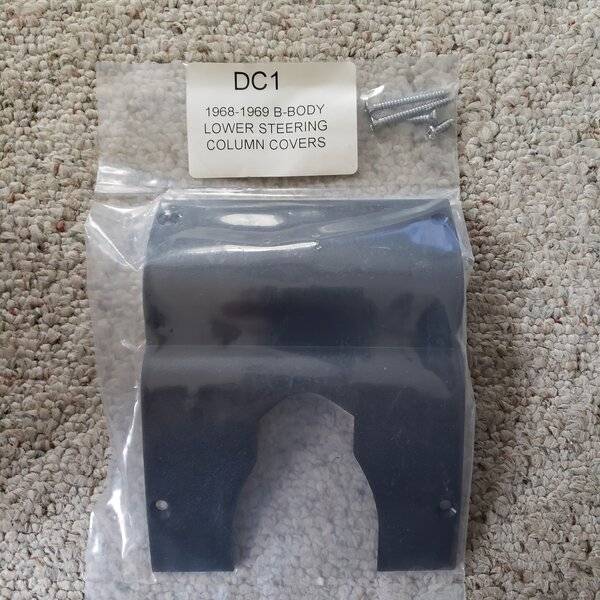 DC1
1968-1969 B-BODY
LOWER STEERING
COLUMN COVERS